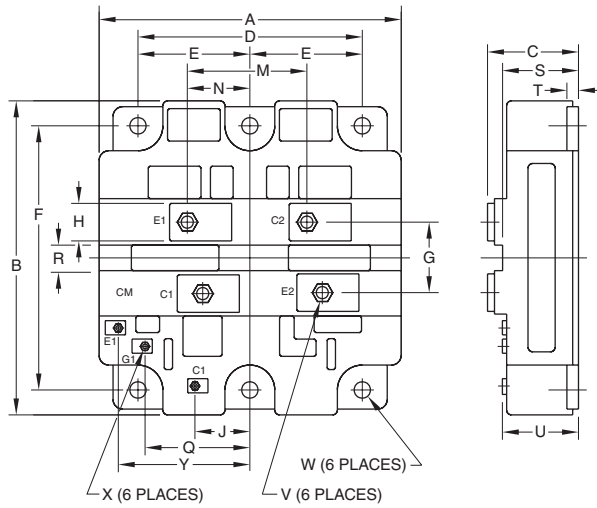 A
D
E E
M
N
C
S
T
F
B
H
R
E1 C2
G
CM C1 E2
E1
G1
C1
J
Q
Y
U
W (6 PLACES)
X (6 PLACES) V (6 PLACES)